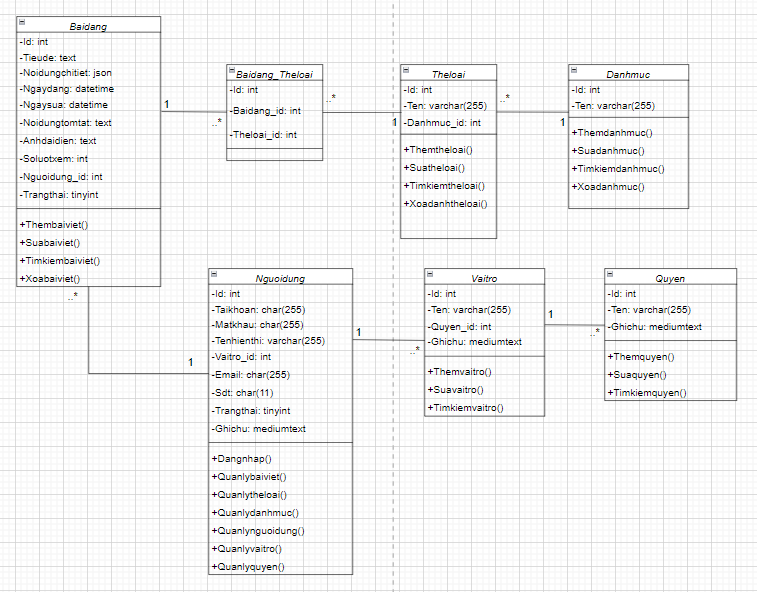 Baidang
-Id: int
-Tieude: text
-Noidungchitiet: json
-Ngaydang: datetime
-Ngaysua: datetime
-Noidungtomtat: text
-Anhdaidien: text
-Soluotxem: int
-Nguoidung_id: int
-Trangthai: tinyint
+Thembaiviet()
+Suabaiviet()
+Timkiembaiviet()
+Xoabaiviet()
1
..*
Baidang_Theloai
-Id: int
-Baidang_id: int
-Theloai_id: int
..*
1
Theloai
-Id: int
-Ten: varchar(255)
-Danhmuc_id: int
+Themtheloai()
+Suatheloai()
+Timkiemtheloai()
+Xoadanhtheloai()
..*
1
Danhmuc
-Id: int
-Ten: varchar(255)
+Themdanhmuc()
+Suadanhmuc()
+Timkiemdanhmuc()
+Xoadanhmuc()
..*
1
Nguoidung
-Id: int
-Taikhoan: char(255)
-Matkhau: char(255)
-Tenhienthi: varchar(255)
-Vaitro_id: int
-Email: char(255)
-Sdt: char(11)
-Trangthai: tinyint
-Ghichu: mediumtext
+Dangnhap()
+Quanlybaiviet()
+Quanlytheloai()
+Quanlydanhmuc()
+Quanlynguoidung()
+Quanlyvaitro()
+Quanlyquyen()
1
..*
Vaitro
-Id: int
-Ten: varchar(255)
-Quyen_id: int
-Ghichu: mediumtext
+Themvaitro()
+Suavaitro()
+Timkiemvaitro()
1
..*
Quyen
-Id: int
-Ten: varchar(255)
-Ghichu: mediumtext
+Themquyen()
+Suaquyen()
+Timkiemquyen()